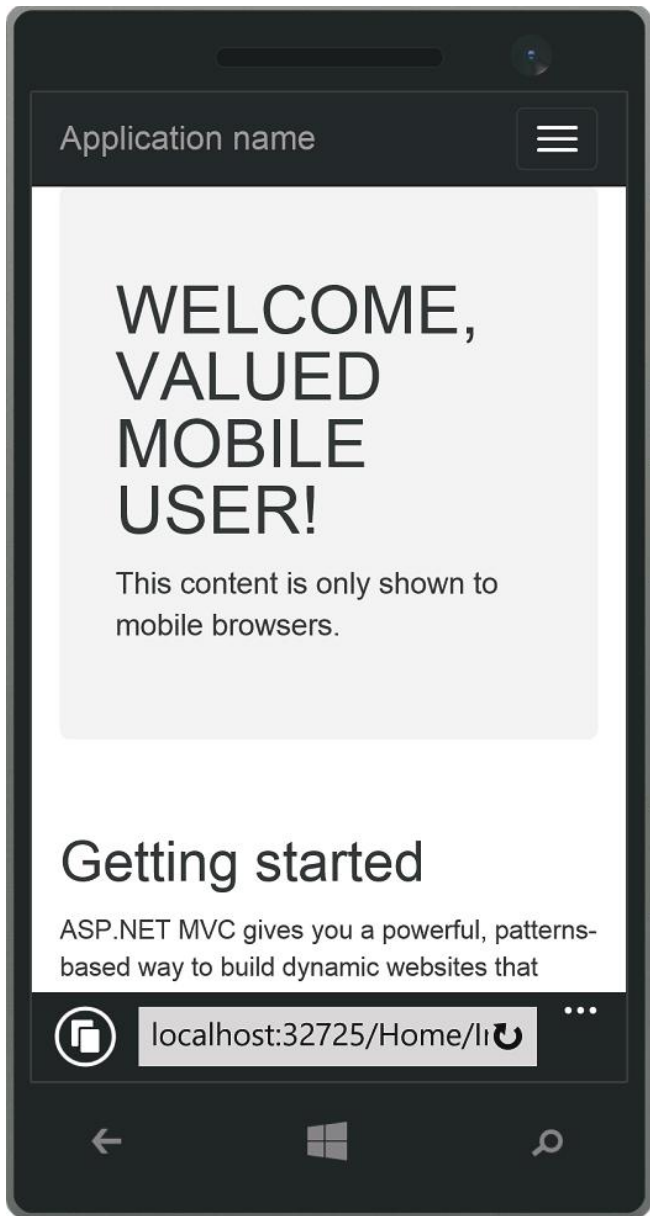 Application name
WELCOME,
VALUED
MOBILE
USER!
This content is only shown to
mobile browsers.
Getting started
ASP.NET MVC gives you a powerful, patterns-
based way to build dynamic websites that
localhost:32725/Home/I